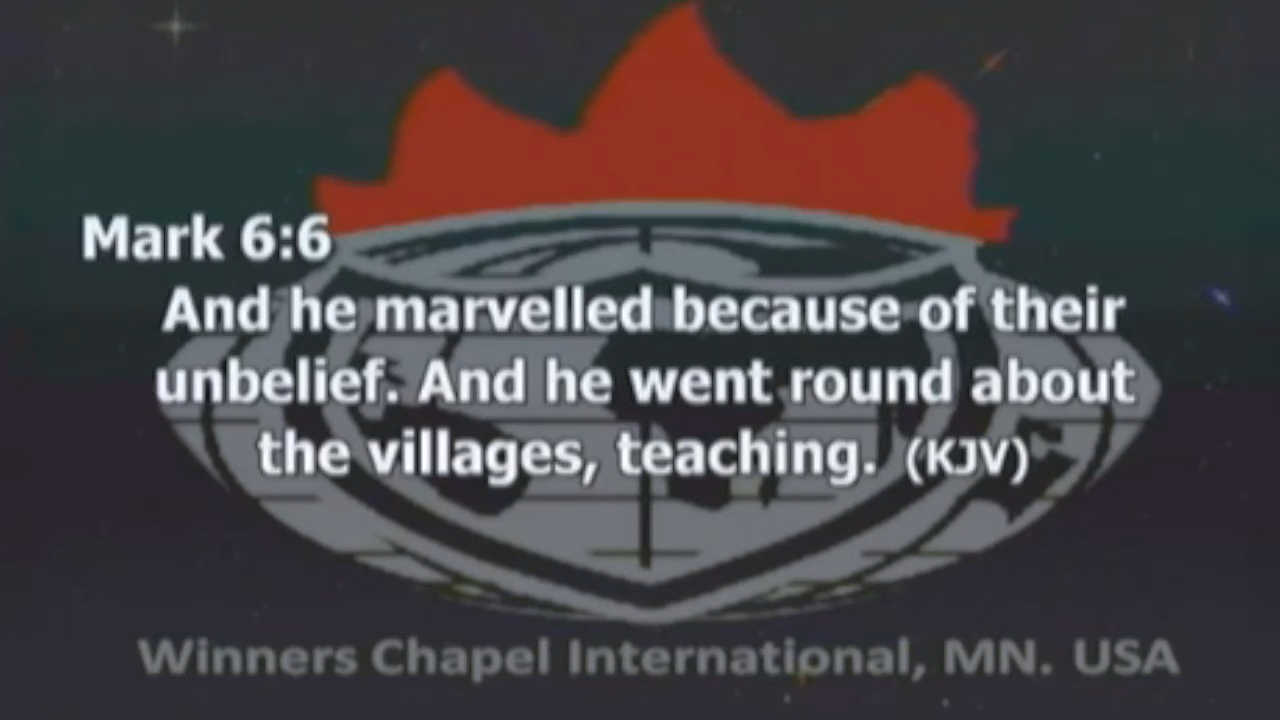 Mark 6:6
And he marvelled because of their
unbelief. And he went round about
the villages, teaching. (KJV)
Winners Chapel International, MN. USA